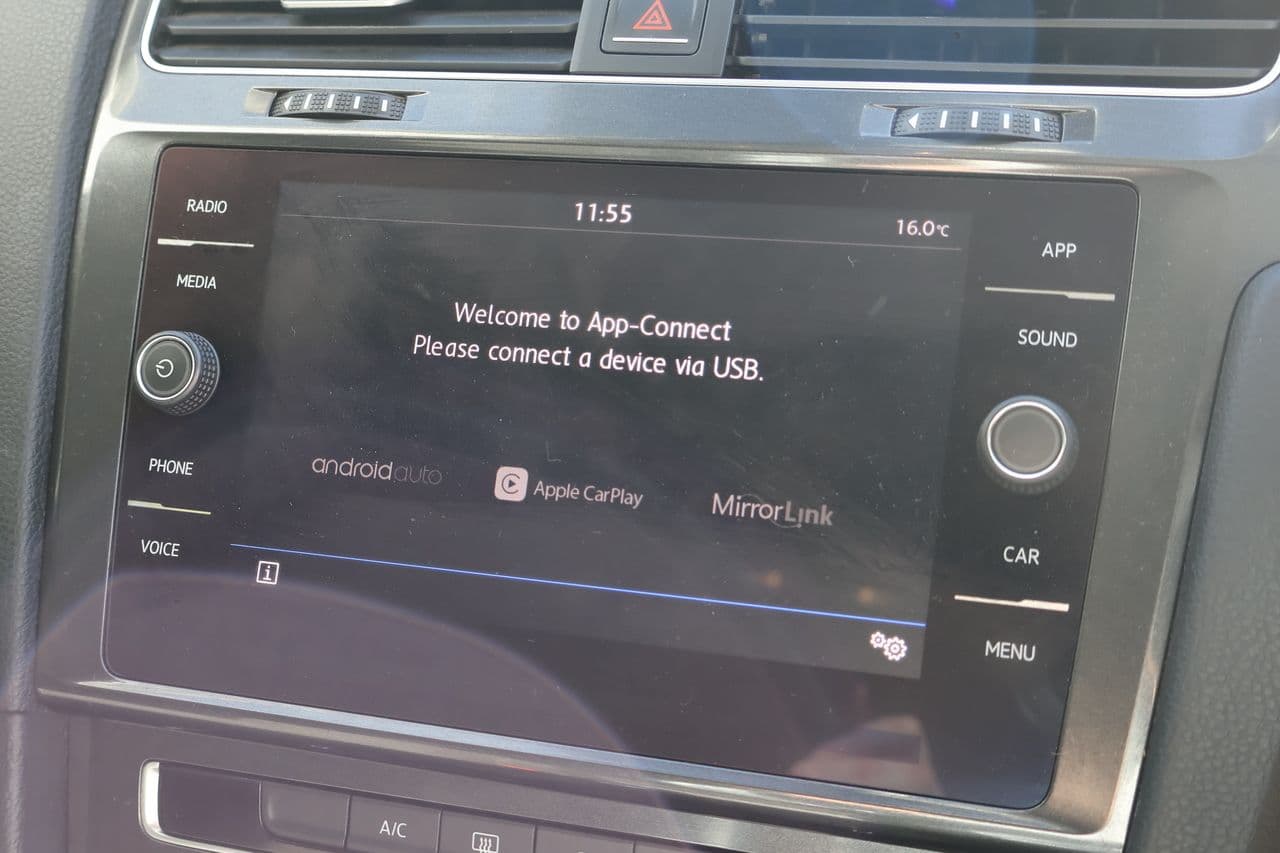 RADIO
MEDIA
PHONE
VOICE
11:55
16.0°C
Welcome to App-Connect
Please connect a device via USB.
androidauto
Apple CarPlay
MirrorLink
i
APP
SOUND
CAR
MENU
A/C